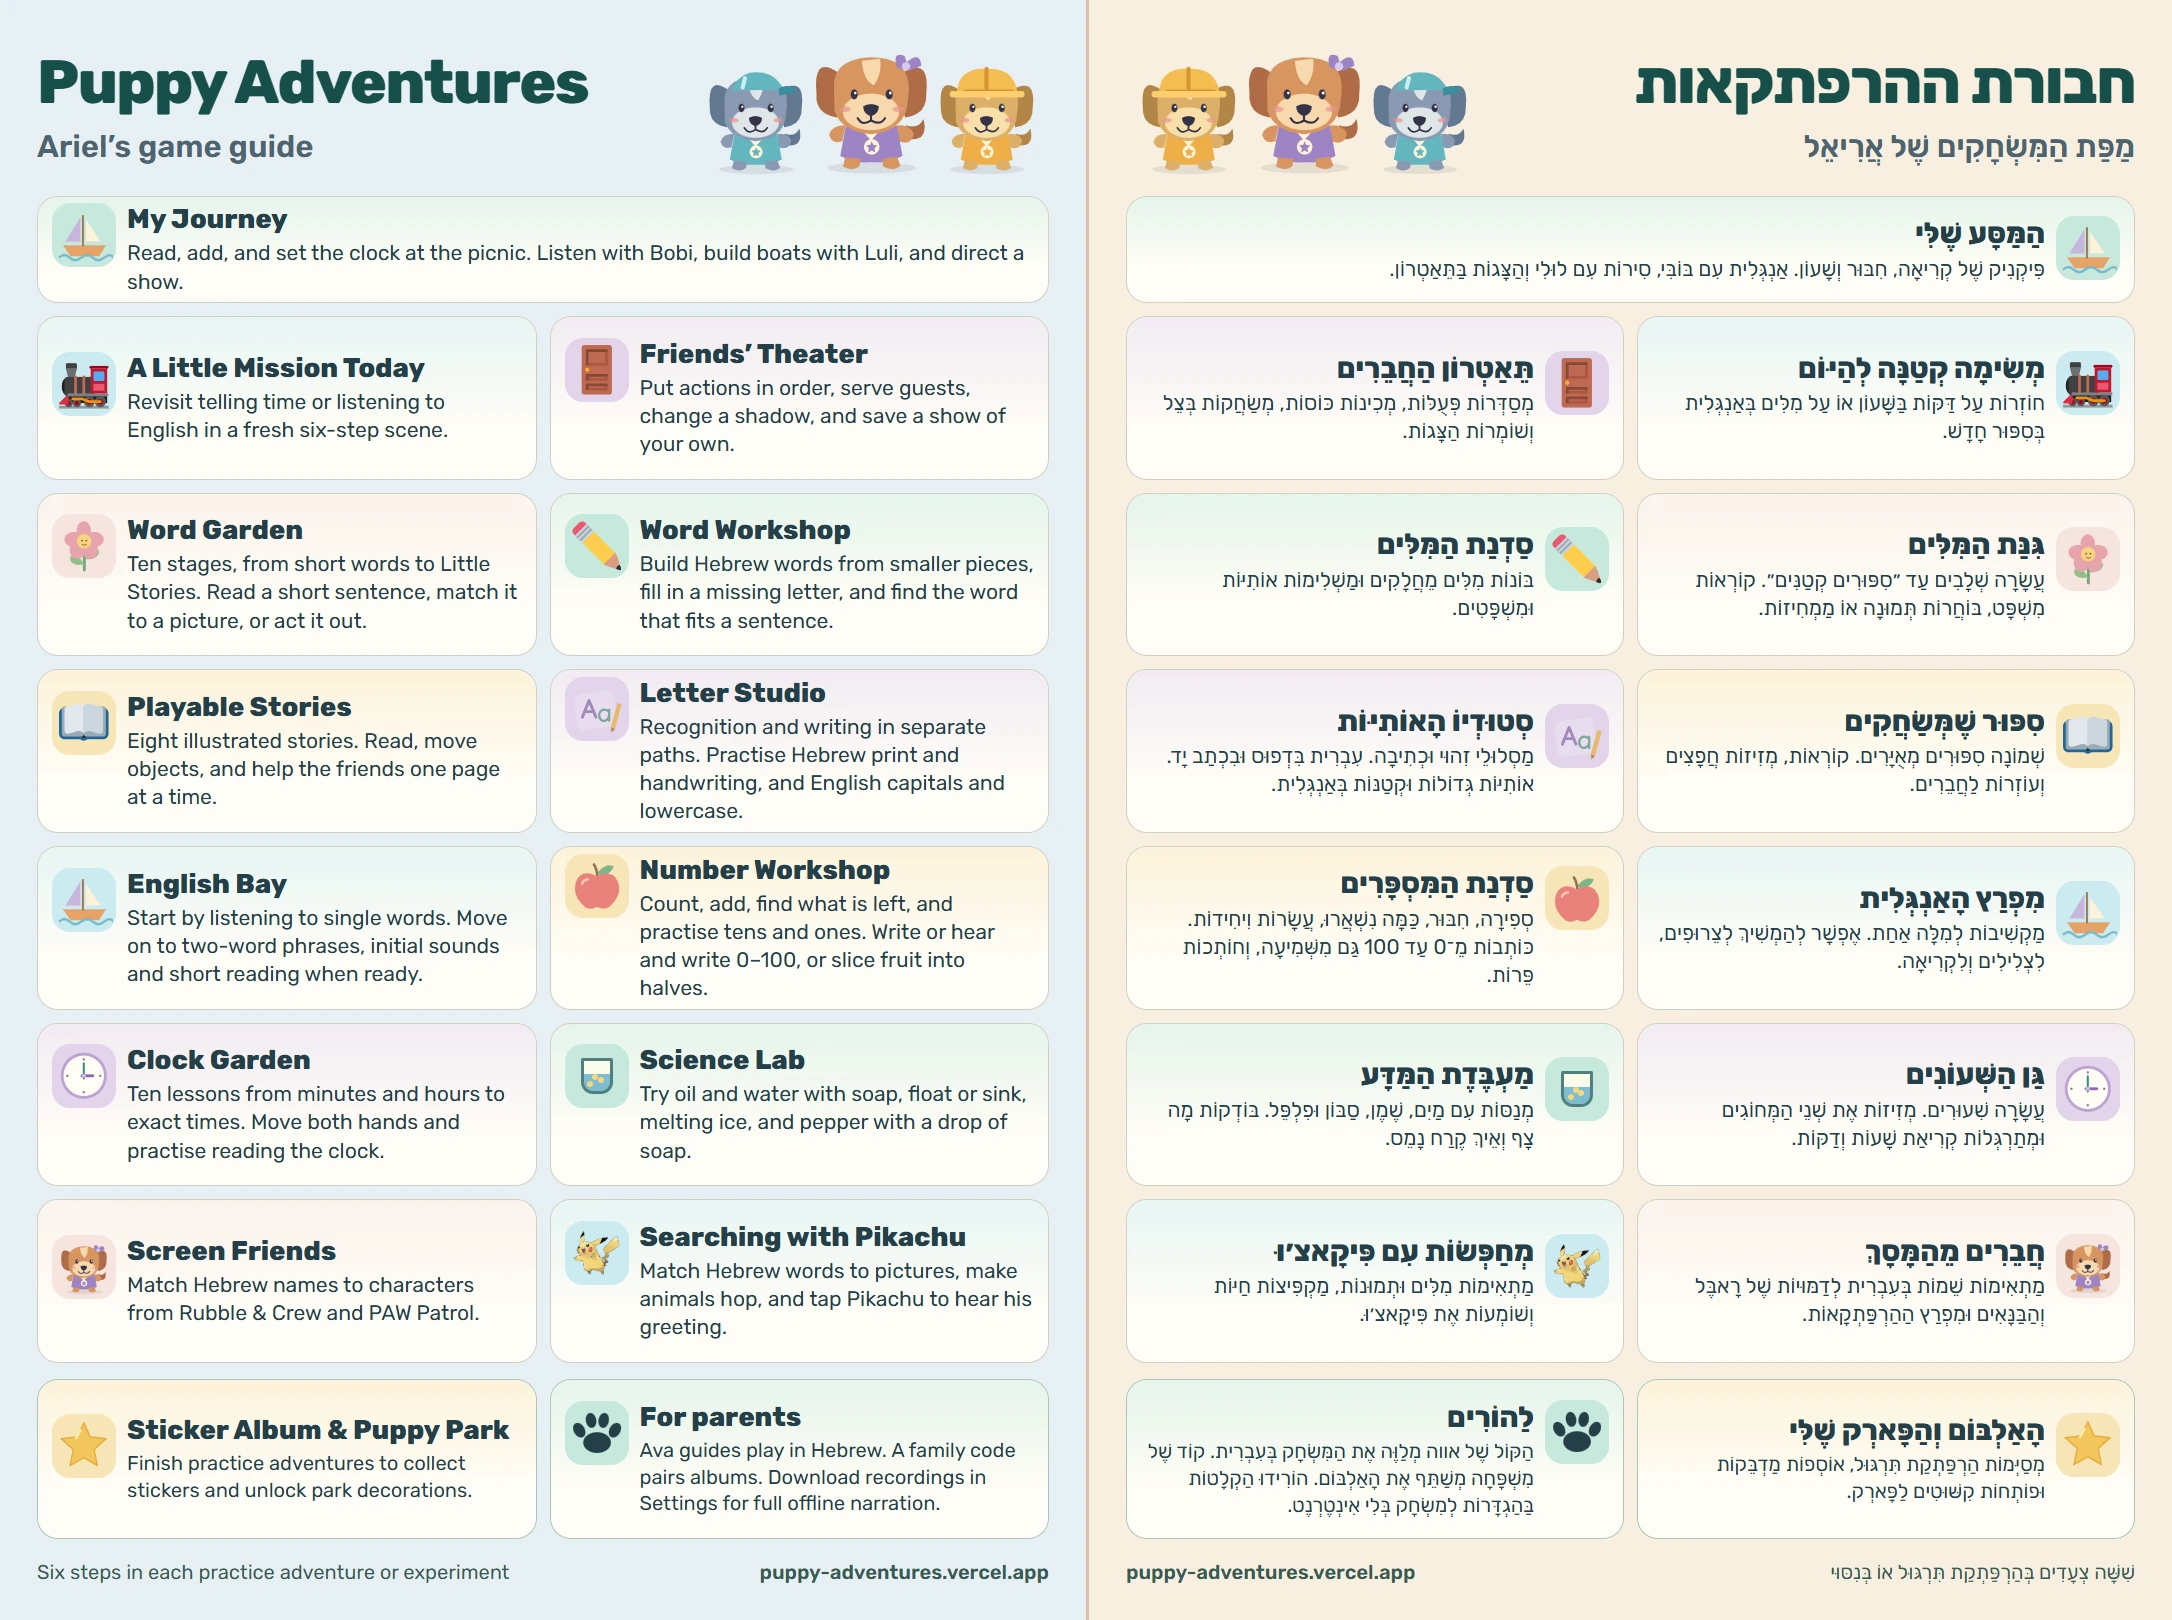 Puppy Adventures
Ariel's game guide
My Journey
Read, add, and set the clock at the picnic. Listen with Bobi, build boats with Luli, and direct a
show.
A Little Mission Today
Revisit telling time or listening to
English in a fresh six-step scene.
Friends' Theater
Put actions in order, serve guests,
change a shadow, and save a show of
your own.
Word Garden
Ten stages, from short words to Little
Stories. Read a short sentence, match it
to a picture, or act it out.
Word Workshop
Build Hebrew words from smaller pieces,
fill in a missing letter, and find the word
that fits a sentence.
Playable Stories
Eight illustrated stories. Read, move
objects, and help the friends one page
at a time.
Letter Studio
Recognition and writing in separate
paths. Practise Hebrew print and
handwriting, and English capitals and
lowercase.
English Bay
Start by listening to single words. Move
on to two-word phrases, initial sounds
and short reading when ready.
Number Workshop
Count, add, find what is left, and
practise tens and ones. Write or hear
and write 0–100, or slice fruit into
halves.
Clock Garden
Ten lessons from minutes and hours to
exact times. Move both hands and
practise reading the clock.
Science Lab
Try oil and water with soap, float or sink,
melting ice, and pepper with a drop of
soap.
Screen Friends
Match Hebrew names to characters
from Rubble & Crew and PAW Patrol.
Searching with Pikachu
Match Hebrew words to pictures, make
animals hop, and tap Pikachu to hear his
greeting.
Sticker Album & Puppy Park
Finish practice adventures to collect
stickers and unlock park decorations.
For parents
Ava guides play in Hebrew. A family code
pairs albums. Download recordings in
Settings for full offline narration.
Six steps in each practice adventure or experiment
puppy-adventures.vercel.app
חבורת ההרפתקאות
מַפַּת הַמִּשְׂחָקִים שֶׁל אֲרִיאֵל
הַמַּסָּע שֶׁלִּי
פִּיקְנִיק שֶׁל קְרִיאָה, חִבּוּר וְשָׁעוֹן. אַנְגְּלִית עִם בּוֹבִּי, סִירוֹת עִם לוּלִי וְהַצָּגוֹת בַּתֵּאַטְרוֹן.
מְשִׂימָה קְטַנָּה לְהַיּוֹם
חוֹזְרוֹת עַל דַּקּוֹת בַּשָּׁעוֹן אוֹ עַל מִלִּים בְּאַנְגְּלִית
בְּסִפּוּר חָדָשׁ.
תֵּאַטְרוֹן הַחֲבֵרִים
מְסַדְּרוֹת פְּעֻלּוֹת, מְכִינוֹת כּוֹסוֹת, מְשַׂחֲקוֹת בְּצֵל
וְשׁוֹמְרוֹת הַצָּגוֹת.
גִּנַּת הַמִּלִּים
עֲשָׂרָה שְׁלָבִים עַד ״סִפּוּרִים קְטַנִּים״. קוֹרְאוֹת
מִשְׁפָּט, בּוֹחֲרוֹת תְּמוּנָה אוֹ מַמְחִיזוֹת.
סַדְנַת הַמִּלִּים
בּוֹנוֹת מִלִּים מֵחֲלָקִים וּמַשְׁלִימוֹת אוֹתִיּוֹת
וּמִשְׁפָּטִים.
סִפּוּר שֶׁמְּשַׂחֲקִים
שְׁמוֹנָה סִפּוּרִים מְאֻיָּרִים. קוֹרְאוֹת, מְזִיזוֹת חֲפָצִים
וְעוֹזְרוֹת לַחֲבֵרִים.
סְטוּדְיוֹ הָאוֹתִיּוֹת
מַסְלוּלֵי זִהוּי וּכְתִיבָה. עִבְרִית בִּדְפוּס וּבִכְתַב יָד.
אוֹתִיּוֹת גְּדוֹלוֹת וּקְטַנּוֹת בְּאַנְגְּלִית.
מִפְרַץ הָאַנְגְּלִית
מַקְשִׁיבוֹת לְמִלָּה אַחַת. אֶפְשָׁר לְהַמְשִׁיךְ לְצֵרוּפִים,
לִצְלִילִים וְלִקְרִיאָה.
סַדְנַת הַמִּסְפָּרִים
סְפִירָה, חִבּוּר, כַּמָּה נִשְׁאֲרוּ, עֲשָׂרוֹת וִיחִידוֹת.
כּוֹתְבוֹת מִ־0 עַד 100 גַּם מִשְּׁמִיעָה, וְחוֹתְכוֹת
פֵּרוֹת.
גַּן הַשְּׁעוֹנִים
עֲשָׂרָה שִׁעוּרִים. מְזִיזוֹת אֶת שְׁנֵי הַמְּחוֹגִים
וּמְתַרְגְּלוֹת קְרִיאַת שָׁעוֹת וְדַקּוֹת.
מַעְבֶּדֶת הַמַּדָּע
מְנַסּוֹת עִם מַיִם, שֶׁמֶן, סַבּוֹן וּפִלְפֵּל. בּוֹדְקוֹת מָה
צָף וְאֵיךְ קֶרַח נָמֵס.
חֲבֵרִים מֵהַמָּסָךְ
מַתְאִימוֹת שֵׁמוֹת בְּעִבְרִית לִדְמֻיּוֹת שֶׁל רָאבֶּל
וְהַבַּנָּאִים וּמִפְרַץ הַהַרְפַּתְקָאוֹת.
מְחַפְּשׂוֹת עִם פִּיקָאצ׳וּ
מַתְאִימוֹת מִלִּים וּתְמוּנוֹת, מַקְפִּיצוֹת חַיּוֹת
וְשׁוֹמְעוֹת אֶת פִּיקָאצ׳וּ.
הָאַלְבּוֹם וְהַפָּארְק שֶׁלִּי
מְסַיְּמוֹת הַרְפַּתְקַת תִּרְגּוּל, אוֹסְפוֹת מַדְבֵּקוֹת
וּפוֹתְחוֹת קִשּׁוּטִים לַפָּארְק.
לַהוֹרִים
הַקּוֹל שֶׁל אווה מְלַוֶּה אֶת הַמִּשְׂחָק בְּעִבְרִית. קוֹד שֶׁל
מִשְׁפָּחָה מְשַׁתֵּף אֶת הָאַלְבּוֹם. הוֹרִידוּ הַקְלָטוֹת
בַּהַגְדָּרוֹת לְמִשְׂחָק בְּלִי אִינְטֶרְנֶט.
שִׁשָּׁה צְעָדִים בְּהַרְפַּתְקַת תִּרְגּוּל אוֹ בְּנִסּוּי
puppy-adventures.vercel.app